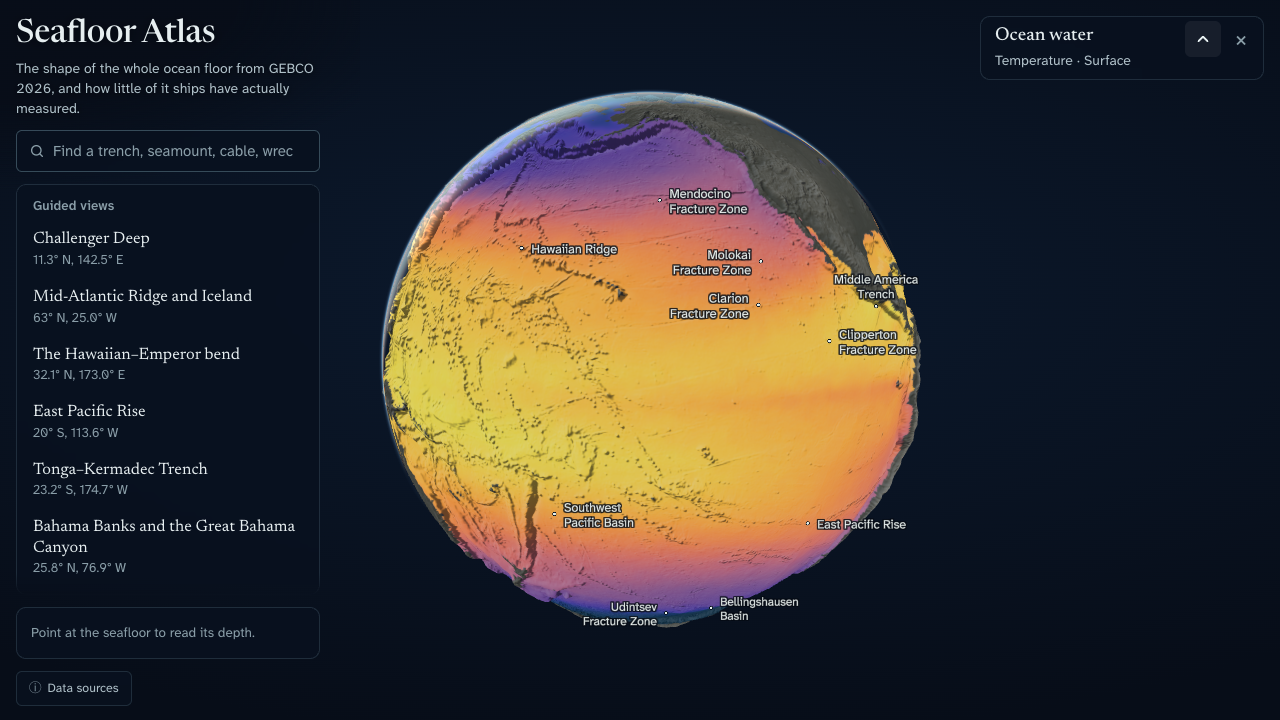 Seafloor Atlas
The shape of the whole ocean floor from GEBCO
2026, and how little of it ships have actually
measured.
Find a trench, seamount, cable, wrec
Guided views
Challenger Deep
11.3° N, 142.5° E
Mid-Atlantic Ridge and Iceland
63° N, 25.0° W
The Hawaiian–Emperor bend
32.1° N, 173.0° E
East Pacific Rise
20° S, 113.6° W
Tonga–Kermadec Trench
23.2° S, 174.7° W
Bahama Banks and the Great Bahama
Canyon
25.8° N, 76.9° W
Point at the seafloor to read its depth.
Data sources
Ocean water
Temperature · Surface
Mendocino
Fracture Zone
Hawaiian Ridge
Molokai
Fracture Zone
Middle America
Trench
Clarion
Fracture Zone
Clipperton
Fracture Zone
Southwest
Pacific Basin
East Pacific Rise
Udintsev
Fracture Zone
Bellingshausen
Basin